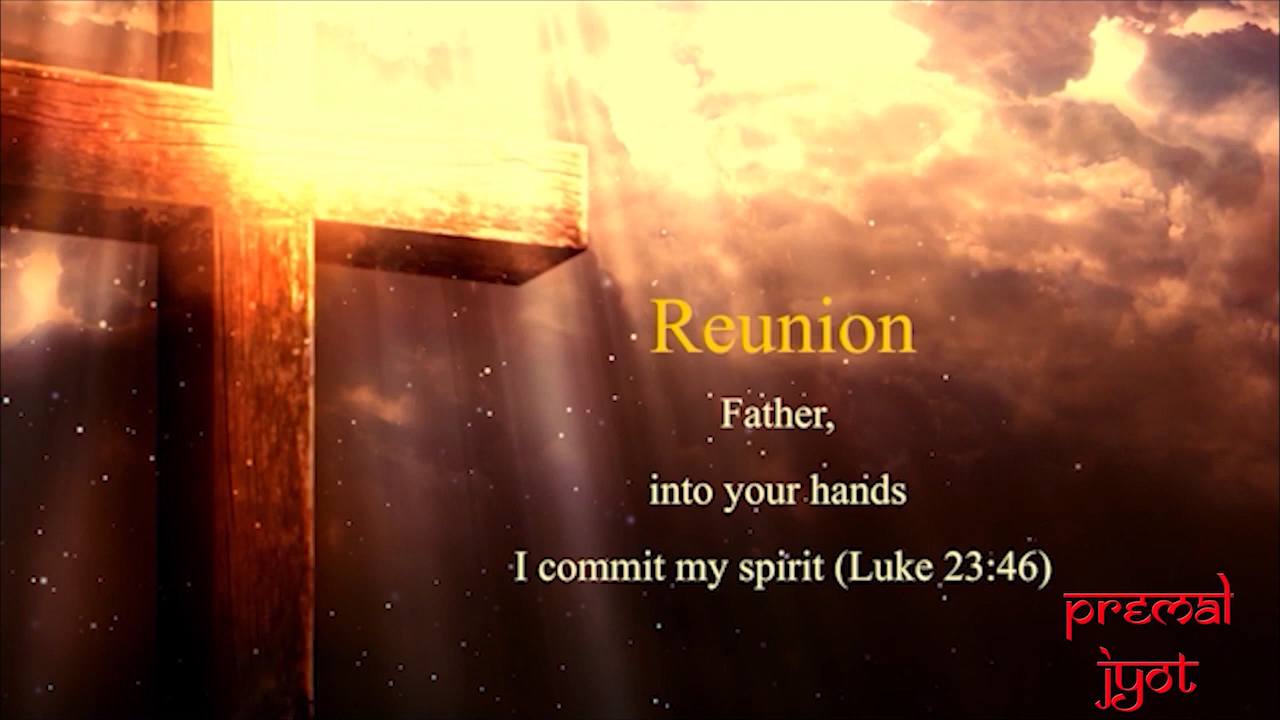 Reunion
Father,
into your hands
I commit my spirit (Luke 23:46)
premal
jyot